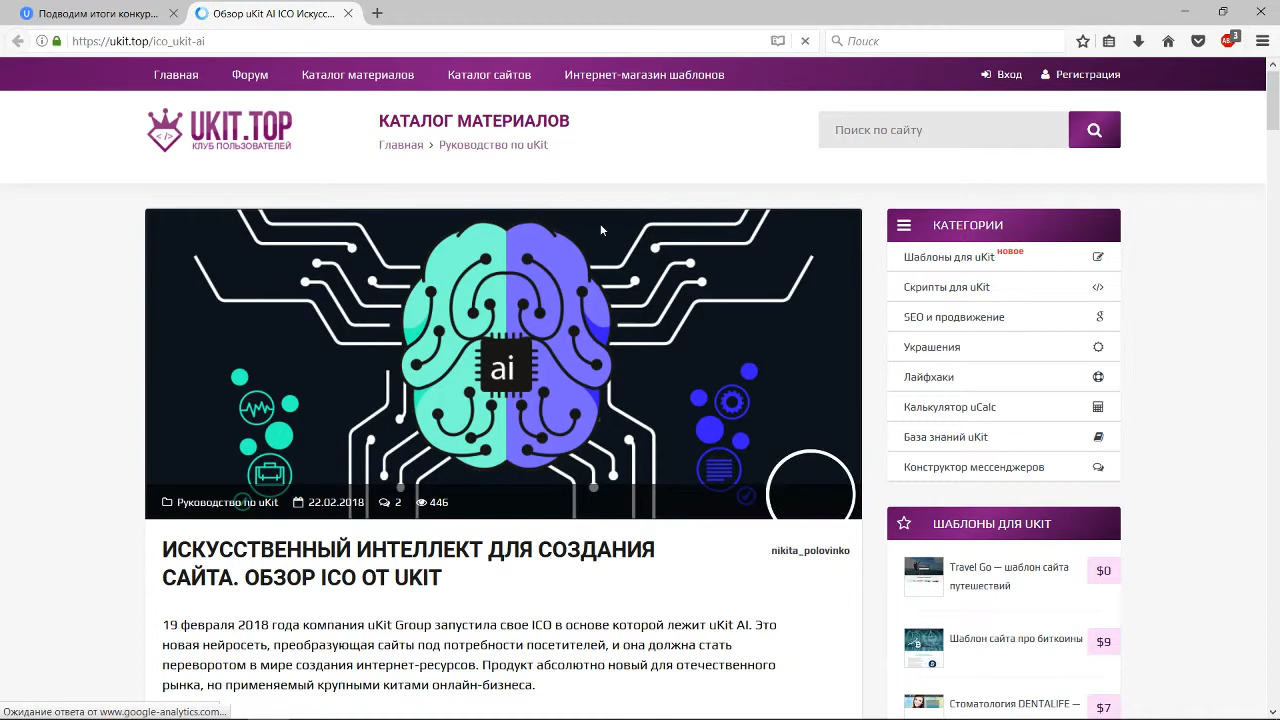 Подводим итоги конкур...
Обзор uKit AI ICO Искусс...
https://ukit.top/ico_ukit-ai
Поиск
3
Главная
Форум
Каталог материалов
Каталог сайтов
Интернет-магазин шаблонов
Вход
Регистрация
UKIT.TOP
КЛУБ ПОЛЬЗОВАТЕЛЕЙ
КАТАЛОГ МАТЕРИАЛОВ
Главная > Руководство по uKit
Поиск по сайту
ai
Руководство по uKit 22.02.2018 2 446
ИСКУССТВЕННЫЙ ИНТЕЛЛЕКТ ДЛЯ СОЗДАНИЯ
САЙТА. ОБЗОР ICO ОТ UKIT
nikita_polovinko
19 февраля 2018 года компания uKit Group запустила свое ICO в основе которой лежит uKit AI. Это
новая нейросеть, преобразующая сайты под потребности посетителей, и она должна стать
переворотом в мире создания интернет-ресурсов. Продукт абсолютно новый для отечественного
рынка, но применяемый крупными китами онлайн-бизнеса.
КАТЕГОРИИ
Шаблоны для uKit новое
Скрипты для uKit
SEO и продвижение
Украшения
Лайфхаки
Калькулятор uCalc
База знаний uKit
Конструктор мессенджеров
ШАБЛОНЫ ДЛЯ UKIT
Travel Go — шаблон сайта
путешествий
$0
Шаблон сайта про биткоины
$9
Стоматология DENTALIFE —
$7
Ожидание ответа от www.google-analytics.com...